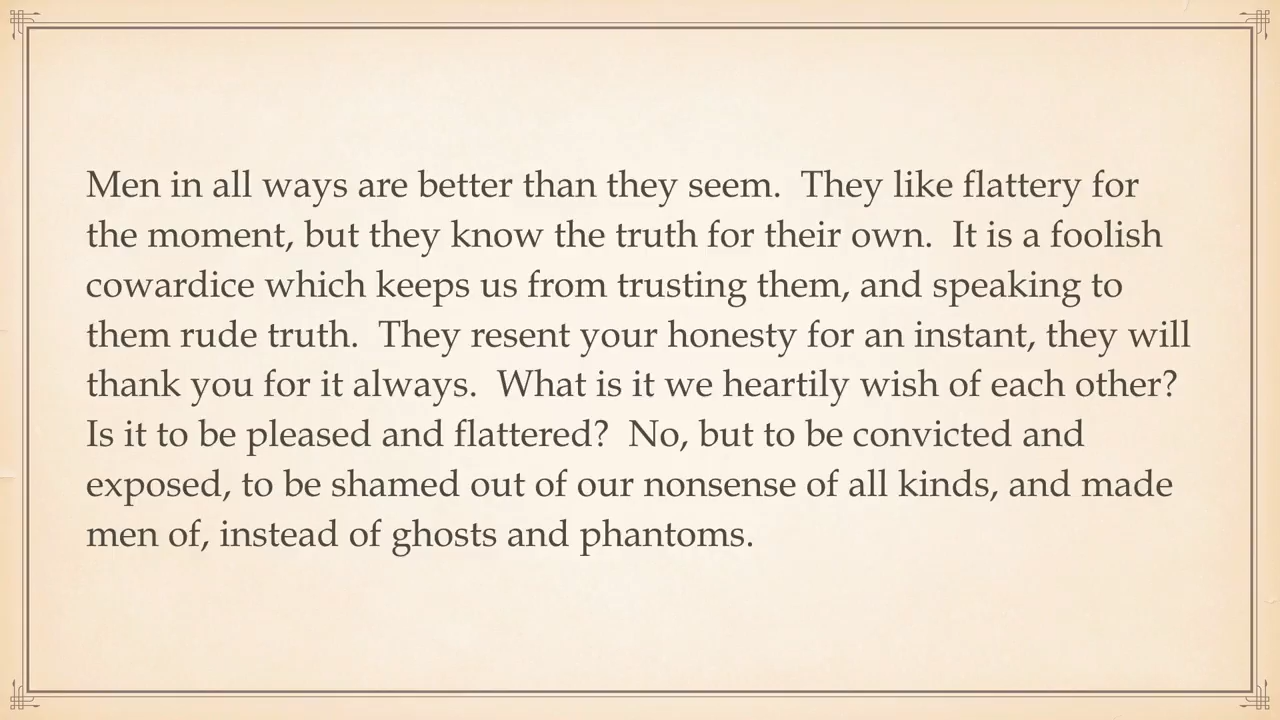 Men in all ways are better than they seem.  They like flattery for
the moment, but they know the truth for their own.  It is a foolish
cowardice which keeps us from trusting them, and speaking to
them rude truth.  They resent your honesty for an instant, they will
thank you for it always.  What is it we heartily wish of each other?
Is it to be pleased and flattered?  No, but to be convicted and
exposed, to be shamed out of our nonsense of all kinds, and made
men of, instead of ghosts and phantoms.